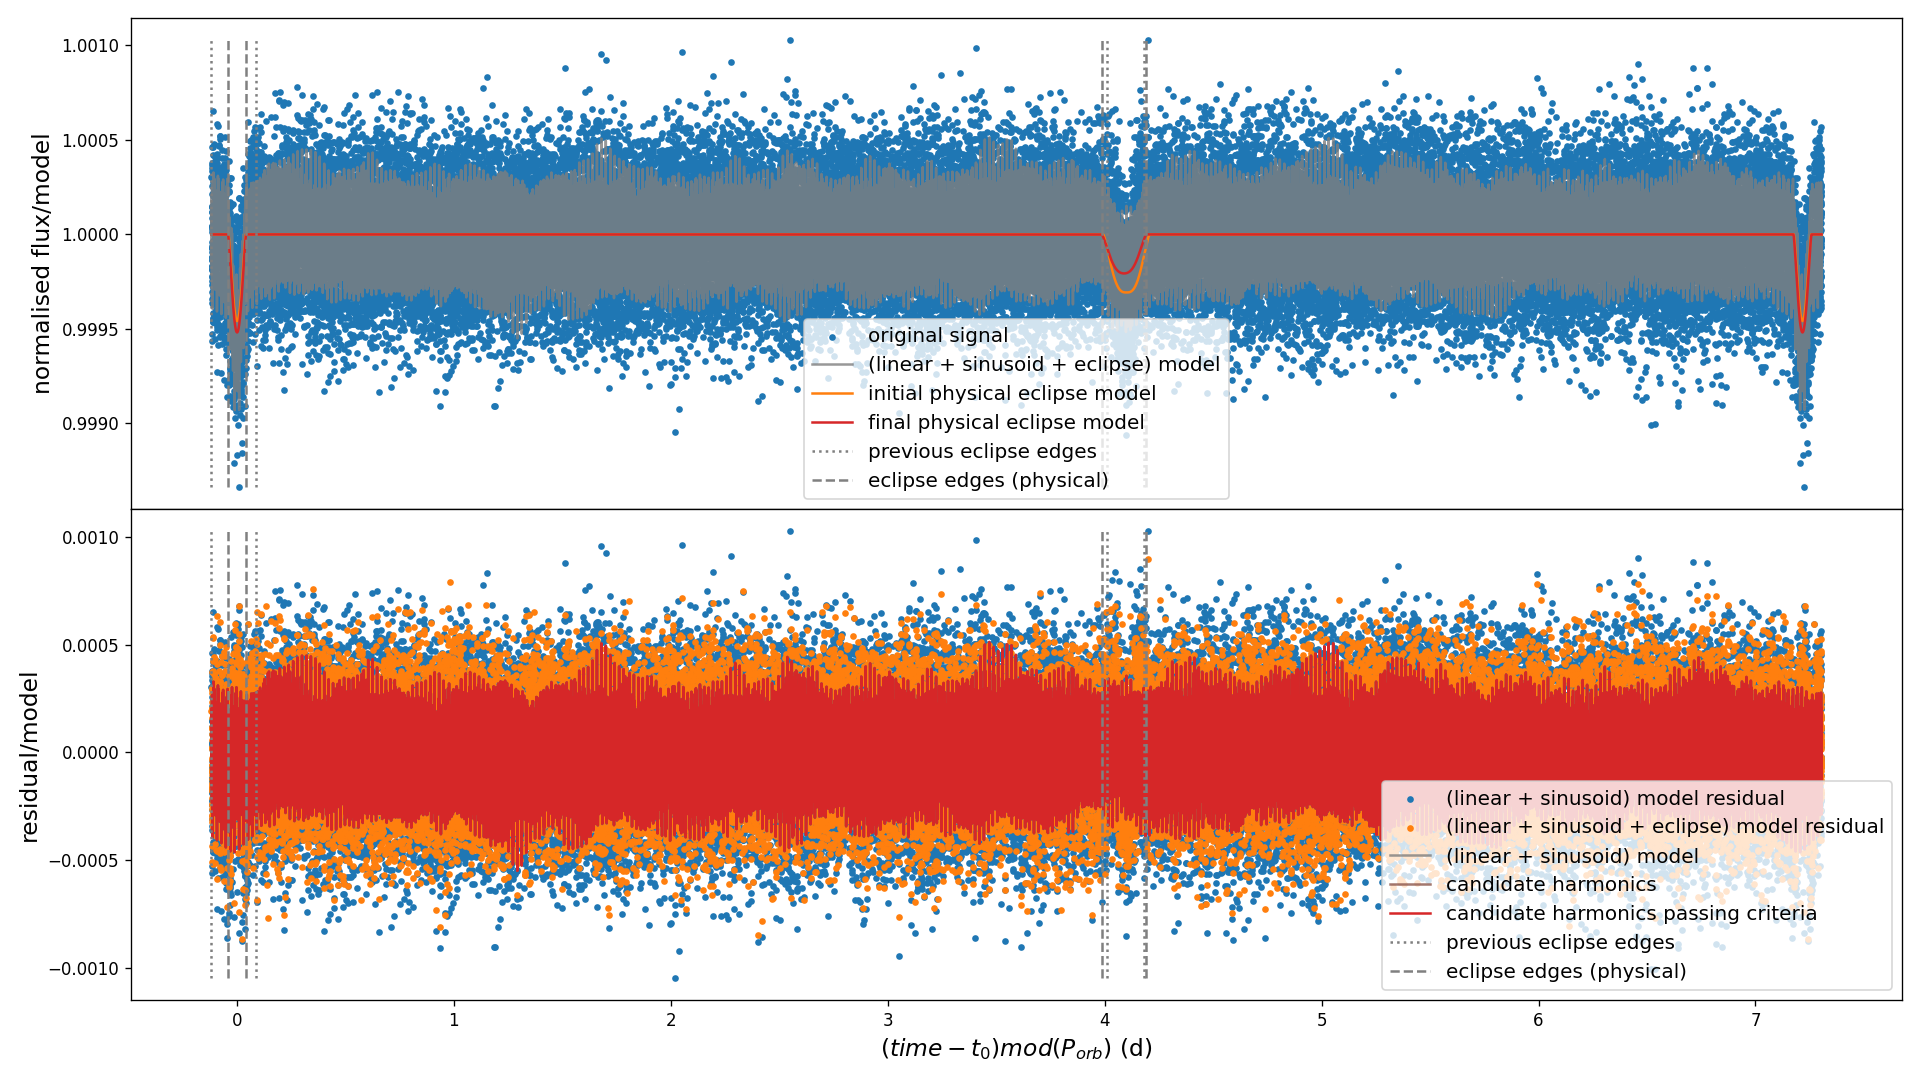 normalised flux/model
1.0010
1.0005
1.0000
0.9995
0.9990
original signal
(linear + sinusoid + eclipse) model
initial physical eclipse model
final physical eclipse model
previous eclipse edges
eclipse edges (physical)
residual/model
0.0010
0.0005
0.0000
−0.0005
−0.0010
(linear + sinusoid) model residual
(linear + sinusoid + eclipse) model residual
(linear + sinusoid) model
candidate harmonics
candidate harmonics passing criteria
previous eclipse edges
eclipse edges (physical)
0 1 2 3 4 5 6 7
(time − t₀)mod(P_orb) (d)